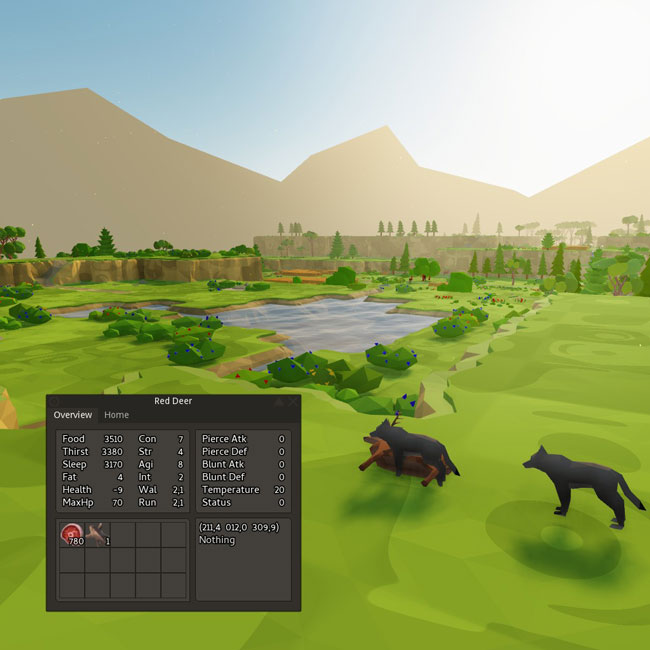 Red Deer
Overview Home
Food 3510 Con 7
Thirst 3380 Str 4
Sleep 3170 Agi 8
Fat 4 Int 2
Health -9 Wal 2,1
MaxHp 70 Run 2,1
Pierce Atk 0
Pierce Def 0
Blunt Atk 0
Blunt Def 0
Temperature 20
Status 0
780 1
(211,4 012,0 309,9)
Nothing